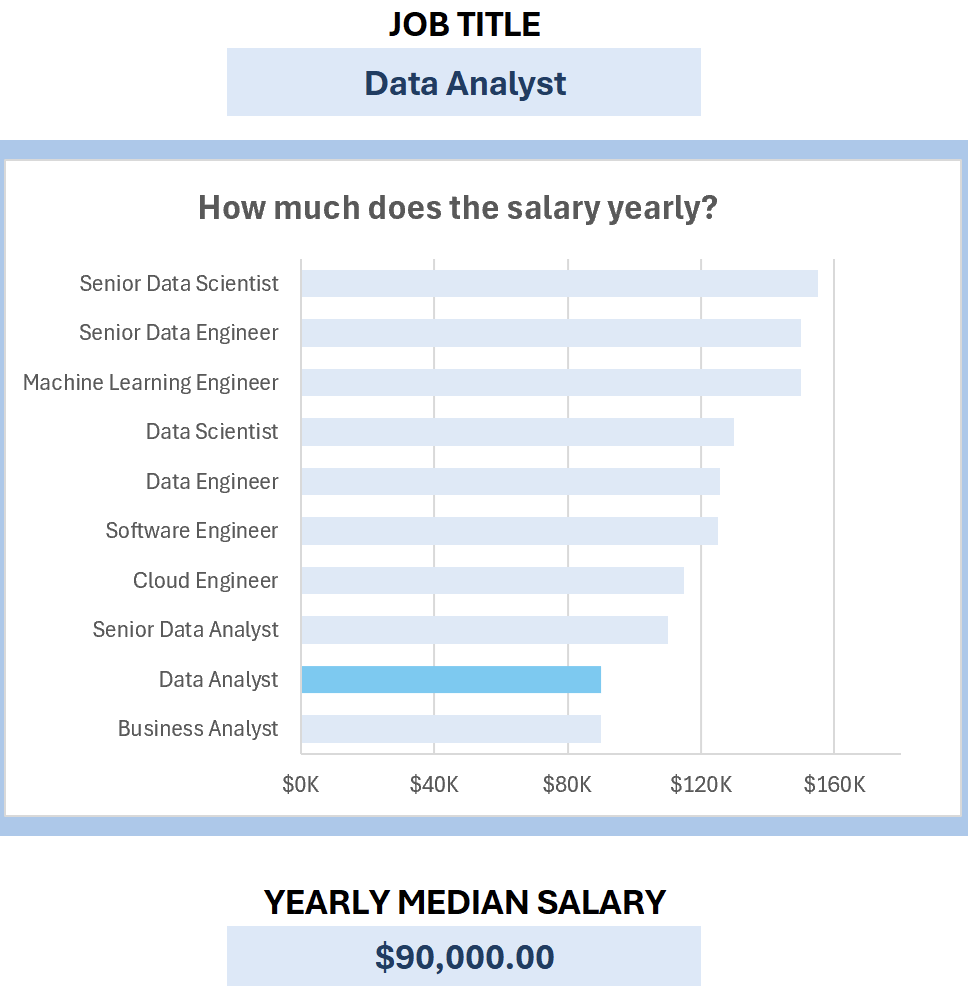 JOB TITLE
Data Analyst
How much does the salary yearly?
Senior Data Scientist
Senior Data Engineer
Machine Learning Engineer
Data Scientist
Data Engineer
Software Engineer
Cloud Engineer
Senior Data Analyst
Data Analyst
Business Analyst
$0K $40K $80K $120K $160K
YEARLY MEDIAN SALARY
$90,000.00